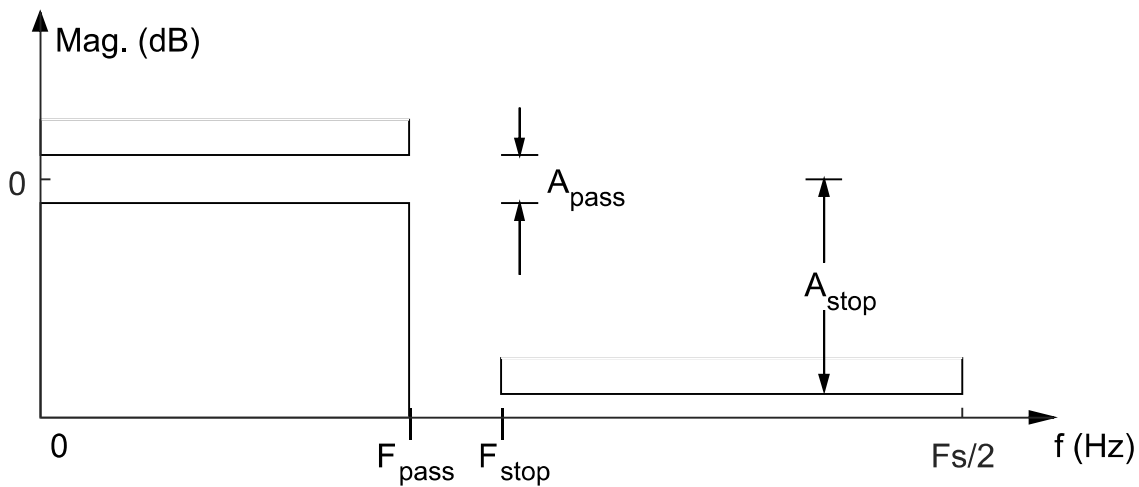 Mag. (dB)
0
A_pass
A_stop
0
F_pass
F_stop
Fs/2
f (Hz)